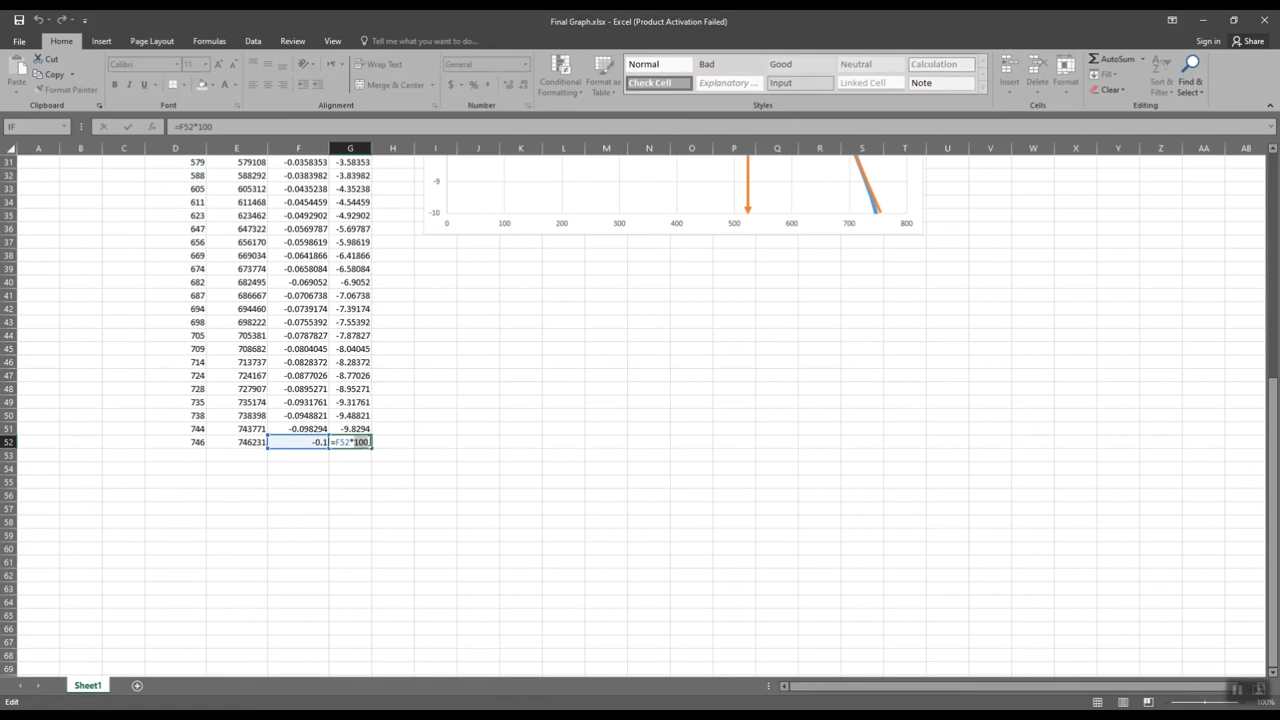 Final Graph.xlsx - Excel (Product Activation Failed)
File Home Insert Page Layout Formulas Data Review View Tell me what you want to do... Sign in Share
Paste
Cut
Copy
Format Painter
Clipboard
Calibri 11
B I U A
Font
Wrap Text
Merge & Center
Alignment
General
$ % ,
Number
Conditional Formatting
Format as Table
Normal Bad Good Neutral Calculation
Check Cell Explanatory ... Input Linked Cell Note
Styles
Insert Delete Format
Cells
AutoSum
Fill
Clear
Sort & Filter
Find & Select
Editing
IF =F52*100
A B C D E F G H I J K L M N O P Q R S T U V W X Y Z AA AB
31 579 579108 -0.0358353 -3.58353
32 588 588292 -0.0383982 -3.83982
33 605 605312 -0.0435238 -4.35238
34 611 611468 -0.0454459 -4.54459
35 623 623462 -0.0492902 -4.92902
36 647 647322 -0.0569787 -5.69787
37 656 656170 -0.0598619 -5.98619
38 669 669034 -0.0641866 -6.41866
39 674 673774 -0.0658084 -6.58084
40 682 682495 -0.069052 -6.9052
41 687 686667 -0.0706738 -7.06738
42 694 694460 -0.0739174 -7.39174
43 698 698222 -0.0755392 -7.55392
44 705 705381 -0.0787827 -7.87827
45 709 708682 -0.0804045 -8.04045
46 714 713737 -0.0828372 -8.28372
47 724 724167 -0.0877026 -8.77026
48 728 727907 -0.0895271 -8.95271
49 735 735174 -0.0931761 -9.31761
50 738 738398 -0.0948821 -9.48821
51 744 743771 -0.098294 -9.8294
52 746 746231 -0.1 =F52*100
53
54
55
56
57
58
59
60
61
62
63
64
65
66
67
68
69
-9
-10
0 100 200 300 400 500 600 700 800
Sheet1
Edit
100%